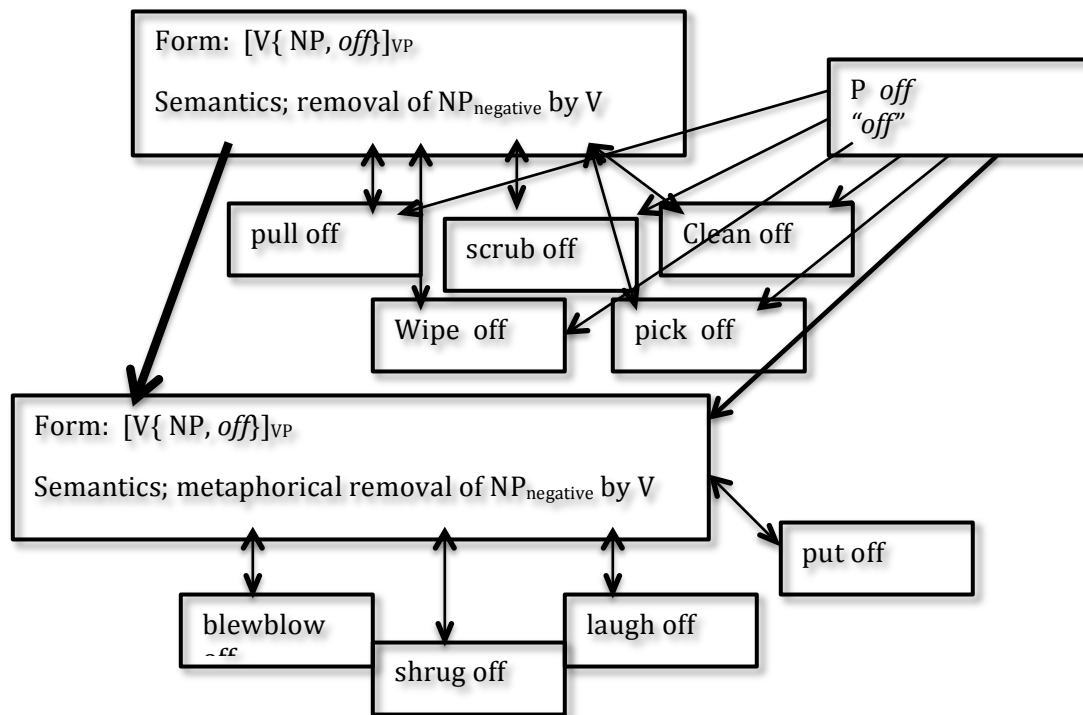 Form: [V{ NP, off}]VP
Semantics; removal of NPnegative by V
P off
“off”
pull off
scrub off
Clean off
Wipe off
pick off
Form: [V{ NP, off}]VP
Semantics; metaphorical removal of NPnegative by V
put off
blewblow
off
laugh off
shrug off